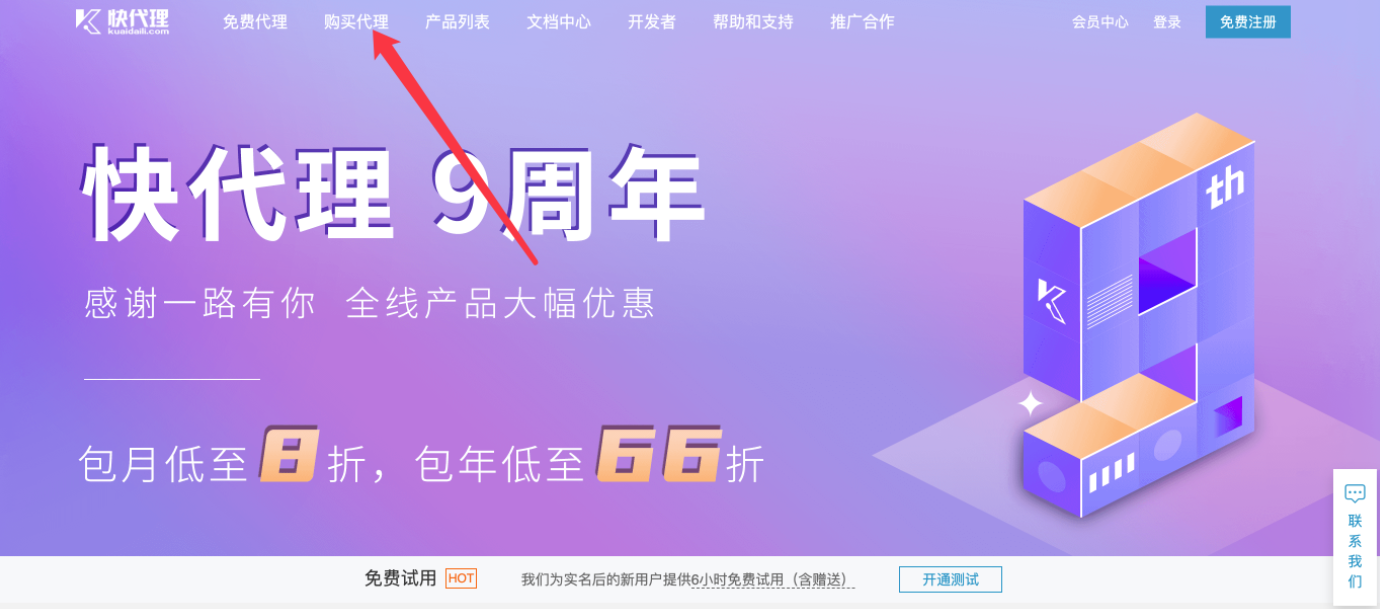 快代理
kuaidaili.com
免费代理 购买代理 产品列表 文档中心 开发者 帮助和支持 推广合作 会员中心 登录 免费注册
快代理 9周年
th
感谢一路有你 全线产品大幅优惠
包月低至8折，包年低至66折
免费试用 HOT 我们为实名后的新用户提供6小时免费试用（含赠送） 开通测试
联系我们